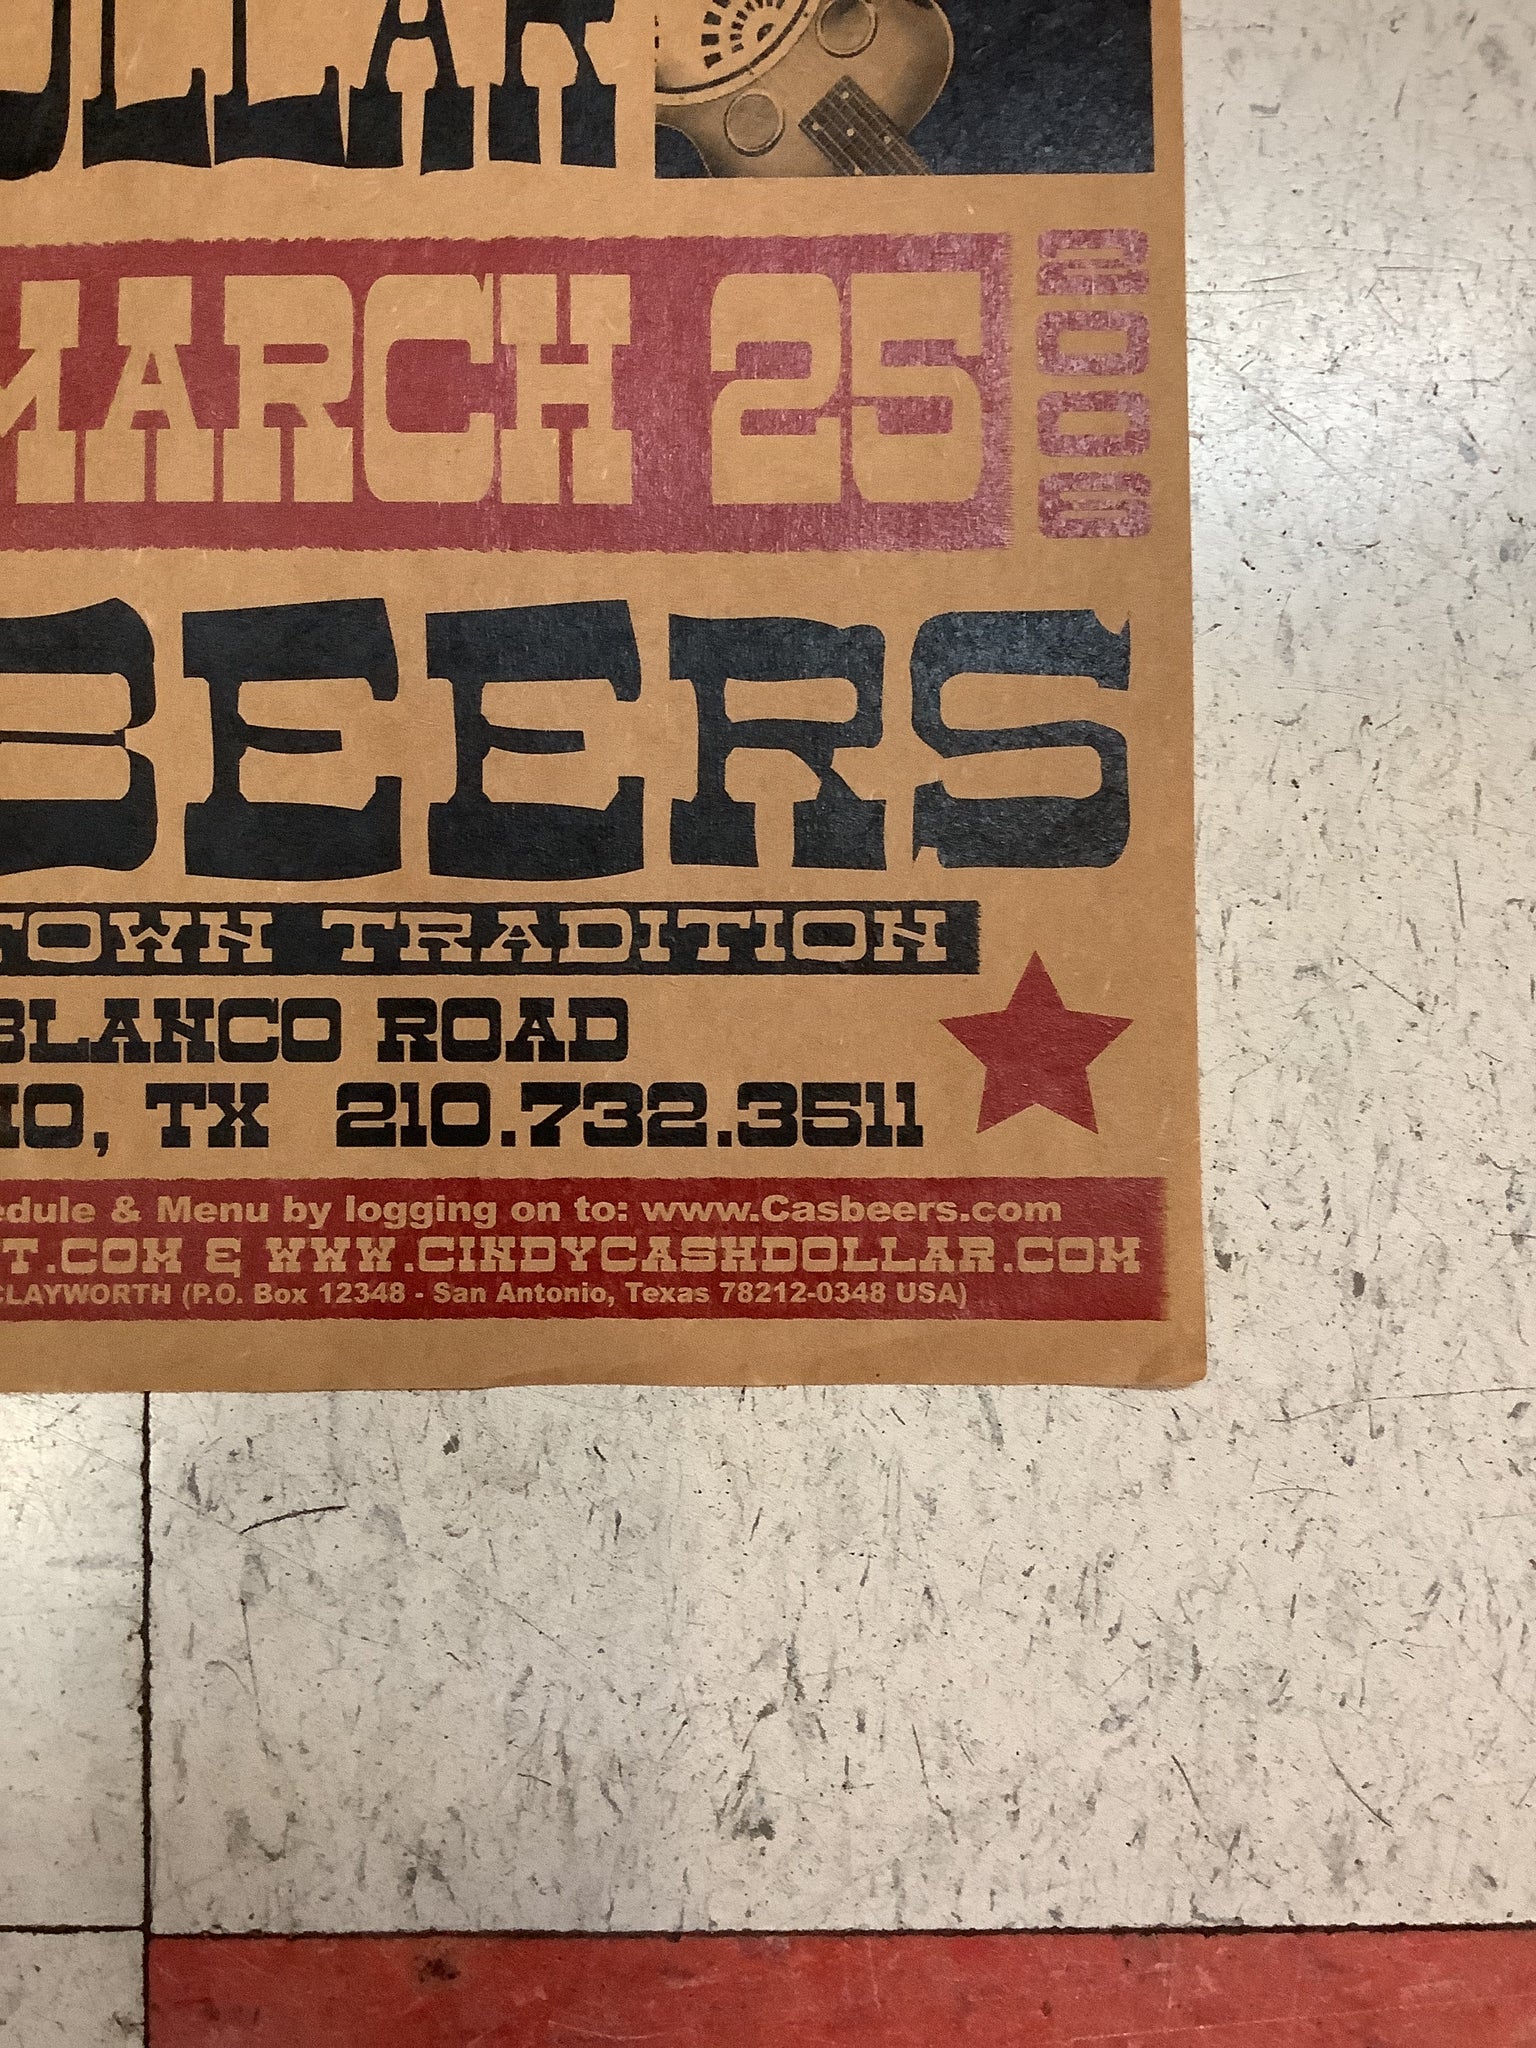 OLLAR
MARCH 25
BEERS
TOWN TRADITION
BLANCO ROAD
IO, TX 210.732.3511
edule & Menu by logging on to: www.Casbeers.com
T.COM & WWW.CINDYCASHDOLLAR.COM
CLAYWORTH (P.O. Box 12348 - San Antonio, Texas 78212-0348 USA)